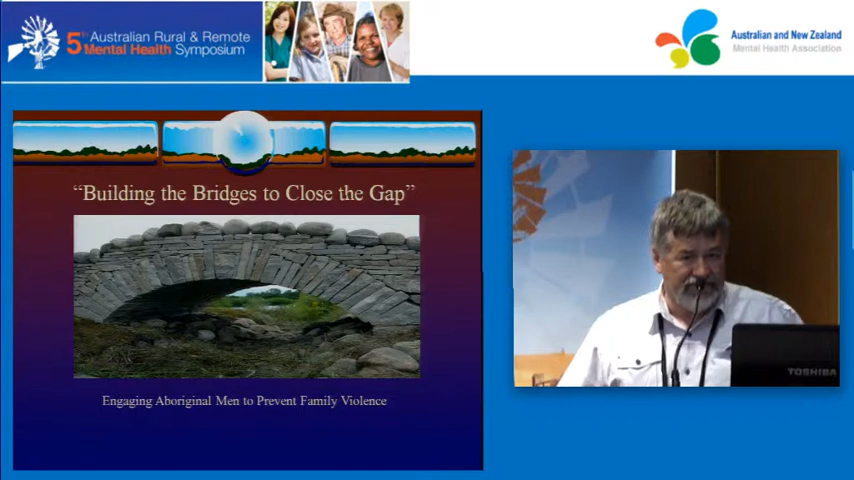 5th Australian Rural & Remote
Mental Health Symposium
Australian and New Zealand
Mental Health Association
“Building the Bridges to Close the Gap”
Engaging Aboriginal Men to Prevent Family Violence
TOSHIBA